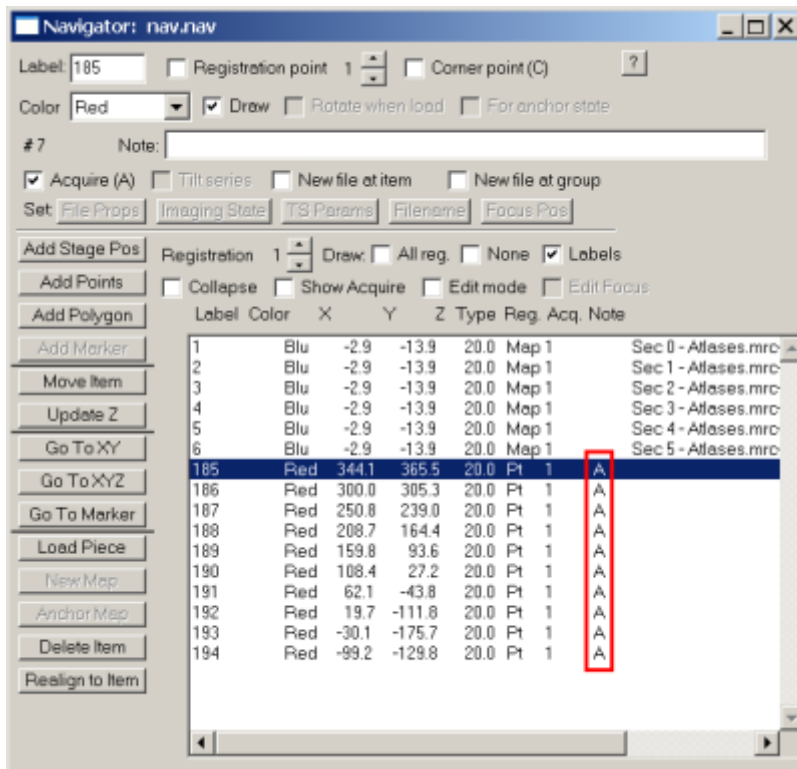 Navigator: nav.nav
Label: 185 Registration point 1 Corner point (C) ?
Color Red Draw Rotate when load For anchor state
# 7 Note:
Acquire (A) Tilt series New file at item New file at group
Set: File Props Imaging State TS Params Filename Focus Pos
Add Stage Pos Registration 1 Draw: All reg. None Labels
Add Points Collapse Show Acquire Edit mode Edit Focus
Add Polygon Label Color X Y Z Type Reg. Acq. Note
Add Marker
Move Item
Update Z
Go To XY
Go To XYZ
Go To Marker
Load Piece
New Map
Anchor Map
Delete Item
Realign to Item
1 Blu -2.9 -13.9 20.0 Map 1 Sec 0 - Atlases.mrc
2 Blu -2.9 -13.9 20.0 Map 1 Sec 1 - Atlases.mrc
3 Blu -2.9 -13.9 20.0 Map 1 Sec 2 - Atlases.mrc
4 Blu -2.9 -13.9 20.0 Map 1 Sec 3 - Atlases.mrc
5 Blu -2.9 -13.9 20.0 Map 1 Sec 4 - Atlases.mrc
6 Blu -2.9 -13.9 20.0 Map 1 Sec 5 - Atlases.mrc
185 Red 344.1 365.5 20.0 Pt 1 A
186 Red 300.0 305.3 20.0 Pt 1 A
187 Red 250.8 239.0 20.0 Pt 1 A
188 Red 208.7 164.4 20.0 Pt 1 A
189 Red 159.8 93.6 20.0 Pt 1 A
190 Red 108.4 27.2 20.0 Pt 1 A
191 Red 62.1 -43.8 20.0 Pt 1 A
192 Red 19.7 -111.8 20.0 Pt 1 A
193 Red -30.1 -175.7 20.0 Pt 1 A
194 Red -99.2 -129.8 20.0 Pt 1 A